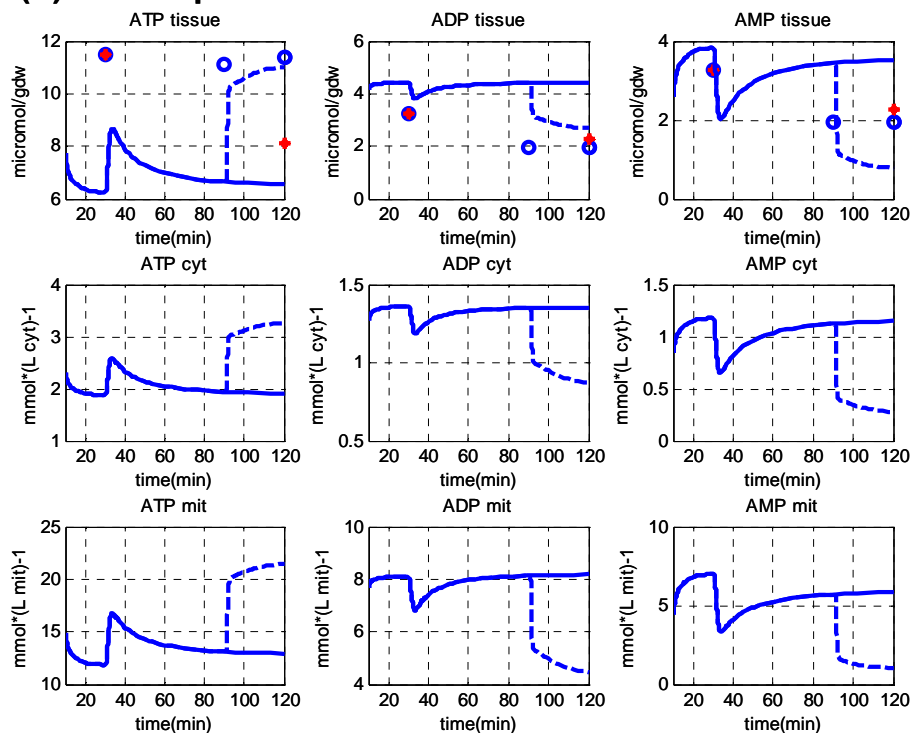 ATP tissue
ADP tissue
AMP tissue
micromol/gdw
12
10
8
6
20 40 60 80 100 120
time(min)
micromol/gdw
6
4
2
0
20 40 60 80 100 120
time(min)
micromol/gdw
4
2
0
20 40 60 80 100 120
time(min)
ATP cyt
ADP cyt
AMP cyt
mmol*(L cyt)-1
4
3
2
1
20 40 60 80 100 120
time(min)
mmol*(L cyt)-1
1.5
1
0.5
20 40 60 80 100 120
time(min)
mmol*(L cyt)-1
1.5
1
0.5
0
20 40 60 80 100 120
time(min)
ATP mit
ADP mit
AMP mit
mmol*(L mit)-1
25
20
15
10
20 40 60 80 100 120
time(min)
mmol*(L mit)-1
10
8
6
4
20 40 60 80 100 120
time(min)
mmol*(L mit)-1
10
5
0
20 40 60 80 100 120
time(min)